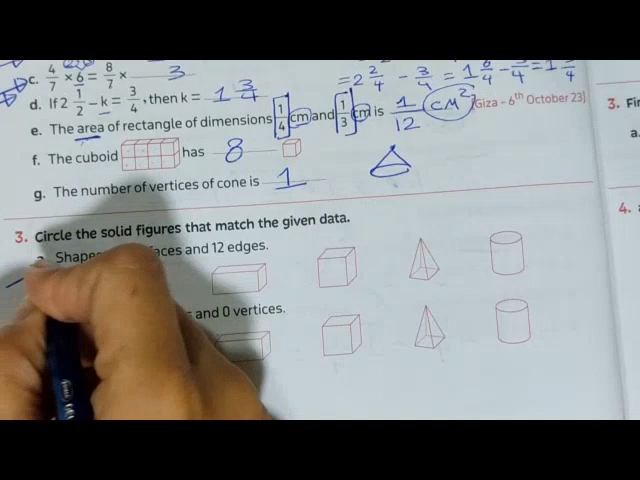 c. 4/7 × 6 = 8/7 × 3
= 2 2/4 - 3/4 = 1 6/4 - 3/4 = 1 3/4
d. If 2 1/2 - k = 3/4, then k = 1 3/4
e. The area of rectangle of dimensions 1/4 cm and 1/3 cm is 1/12 cm² (Giza - 6th October 23)
f. The cuboid has 8
g. The number of vertices of cone is 1
3. Circle the solid figures that match the given data.
Shapes and 12 edges.
and 0 vertices.
3. Fi
a.
4.